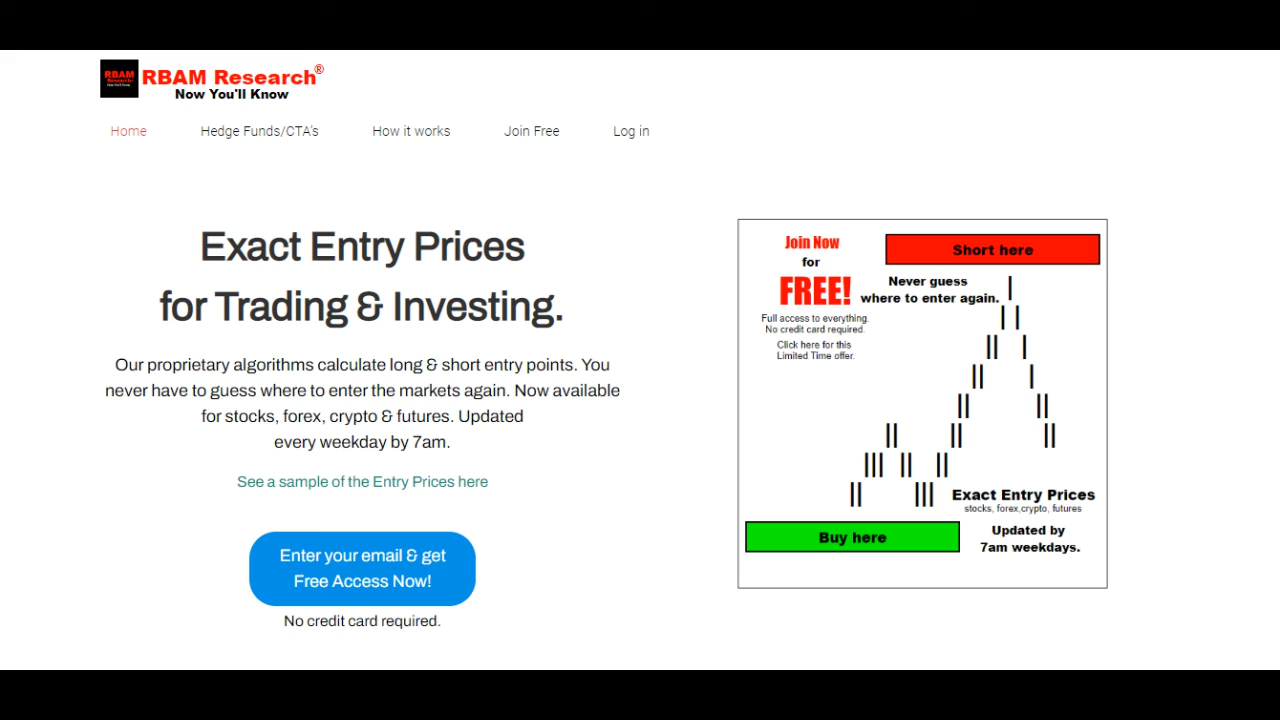 RBAM Research®
Now You'll Know
RBAM
Research
Home
Hedge Funds/CTA's
How it works
Join Free
Log in
Exact Entry Prices
for Trading & Investing.
Our proprietary algorithms calculate long & short entry points. You
never have to guess where to enter the markets again. Now available
for stocks, forex, crypto & futures. Updated
every weekday by 7am.
See a sample of the Entry Prices here
Enter your email & get
Free Access Now!
No credit card required.
Join Now
for
FREE!
Full access to everything.
No credit card required.
Click here for this
Limited Time offer.
Short here
Never guess
where to enter again.
Exact Entry Prices
stocks, forex,crypto, futures
Buy here
Updated by
7am weekdays.